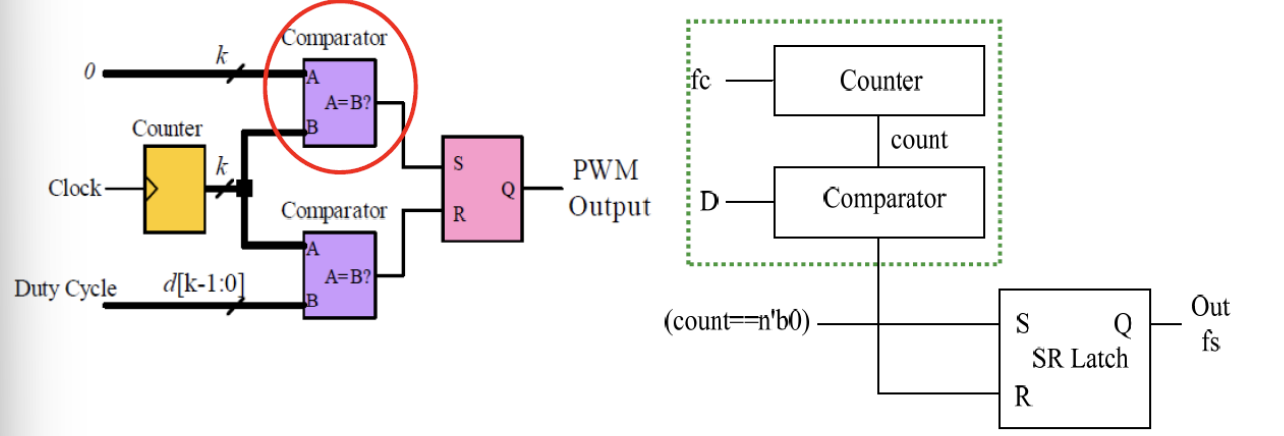 Comparator
0
k
A
A=B?
B
Counter
k
Clock
S
Q
R
PWM
Output
Comparator
A
A=B?
B
Duty Cycle
d[k-1:0]
fc
Counter
count
D
Comparator
(count==n'b0)
S
Q
SR Latch
R
Out
fs